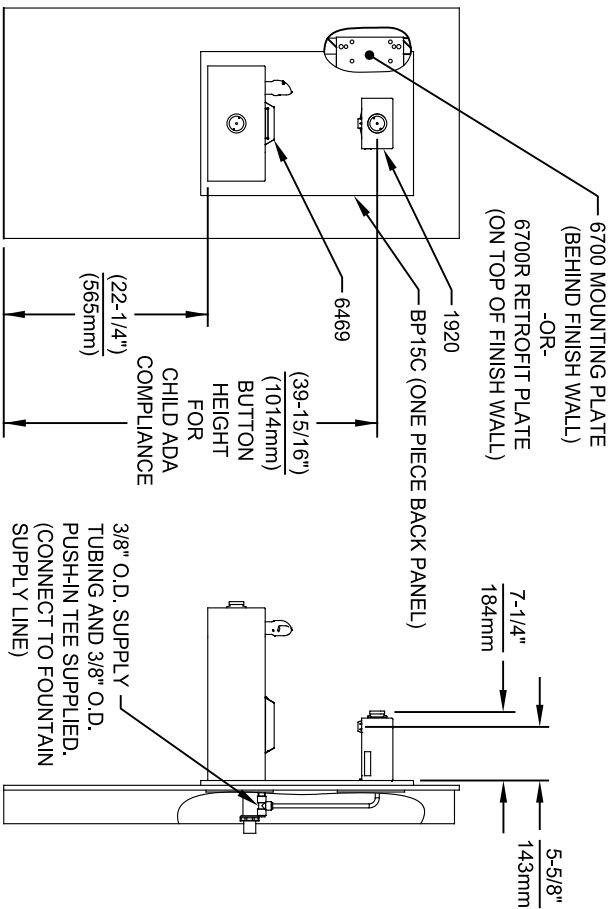 6700 MOUNTING PLATE
(BEHIND FINISH WALL)
-OR-
6700R RETROFIT PLATE
(ON TOP OF FINISH WALL)
BP15C (ONE PIECE BACK PANEL)
1920
6469
(22-1/4")
(565mm)
(39-15/16")
(1014mm)
BUTTON
HEIGHT
FOR
CHILD ADA
COMPLIANCE
7-1/4"
184mm
5-5/8"
143mm
3/8" O.D. SUPPLY
TUBING AND 3/8" O.D.
PUSH-IN TEE SUPPLIED.
(CONNECT TO FOUNTAIN
SUPPLY LINE)